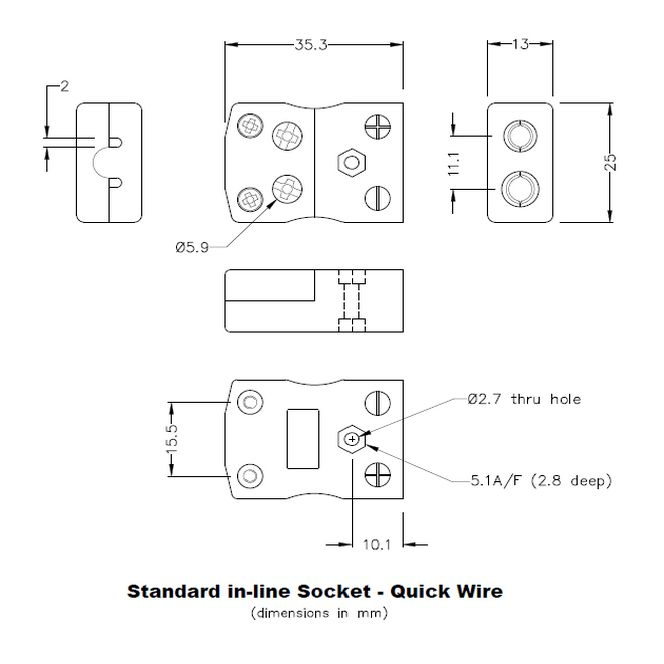 35.3
13
2
11.1
25
Ø5.9
Ø2.7 thru hole
15.5
5.1A/F (2.8 deep)
10.1
Standard in-line Socket - Quick Wire
(dimensions in mm)